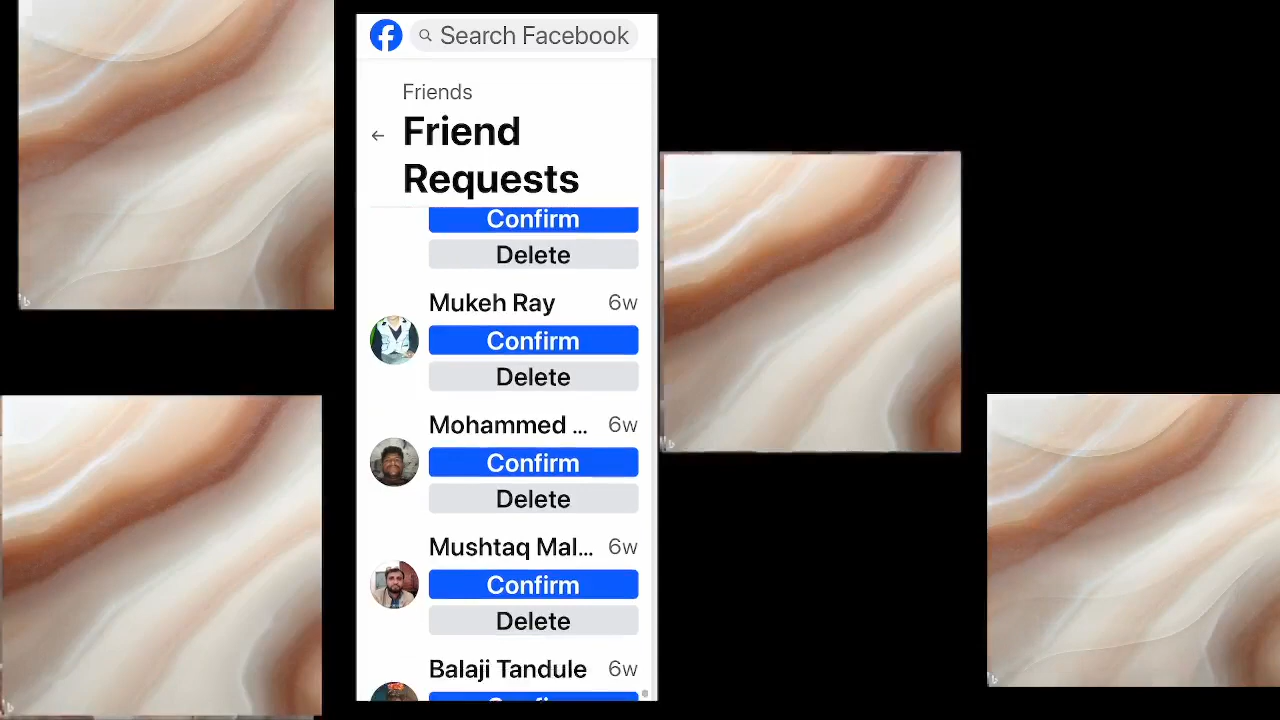 Search Facebook
Friends
Friend
Requests
Confirm
Delete
Mukeh Ray 6w
Confirm
Delete
Mohammed ... 6w
Confirm
Delete
Mushtaq Mal... 6w
Confirm
Delete
Balaji Tandule 6w